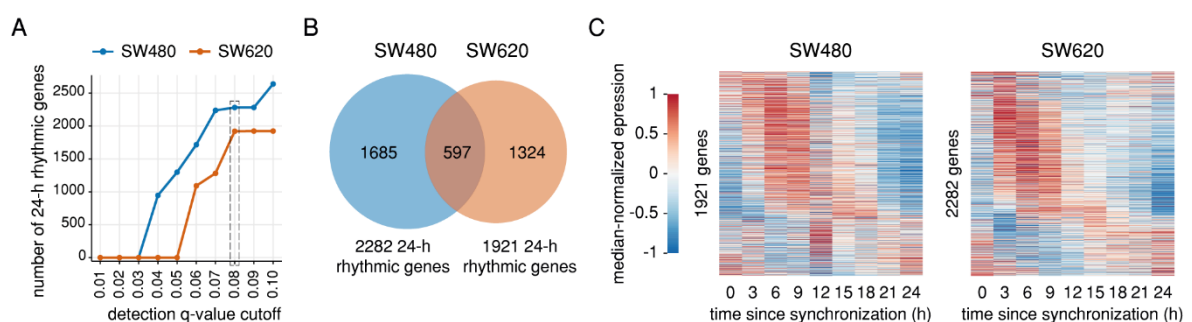 A
SW480 SW620
number of 24-h rhythmic genes
2500
2000
1500
1000
500
0
0.01 0.02 0.03 0.04 0.05 0.06 0.07 0.08 0.09 0.10
detection q-value cutoff
B
SW480 SW620
1685 597 1324
2282 24-h
rhythmic genes
1921 24-h
rhythmic genes
C
median-normalized epression
1
0.5
0
-0.5
-1
SW480
1921 genes
0 3 6 9 12 15 18 21 24
time since synchronization (h)
SW620
2282 genes
0 3 6 9 12 15 18 21 24
time since synchronization (h)